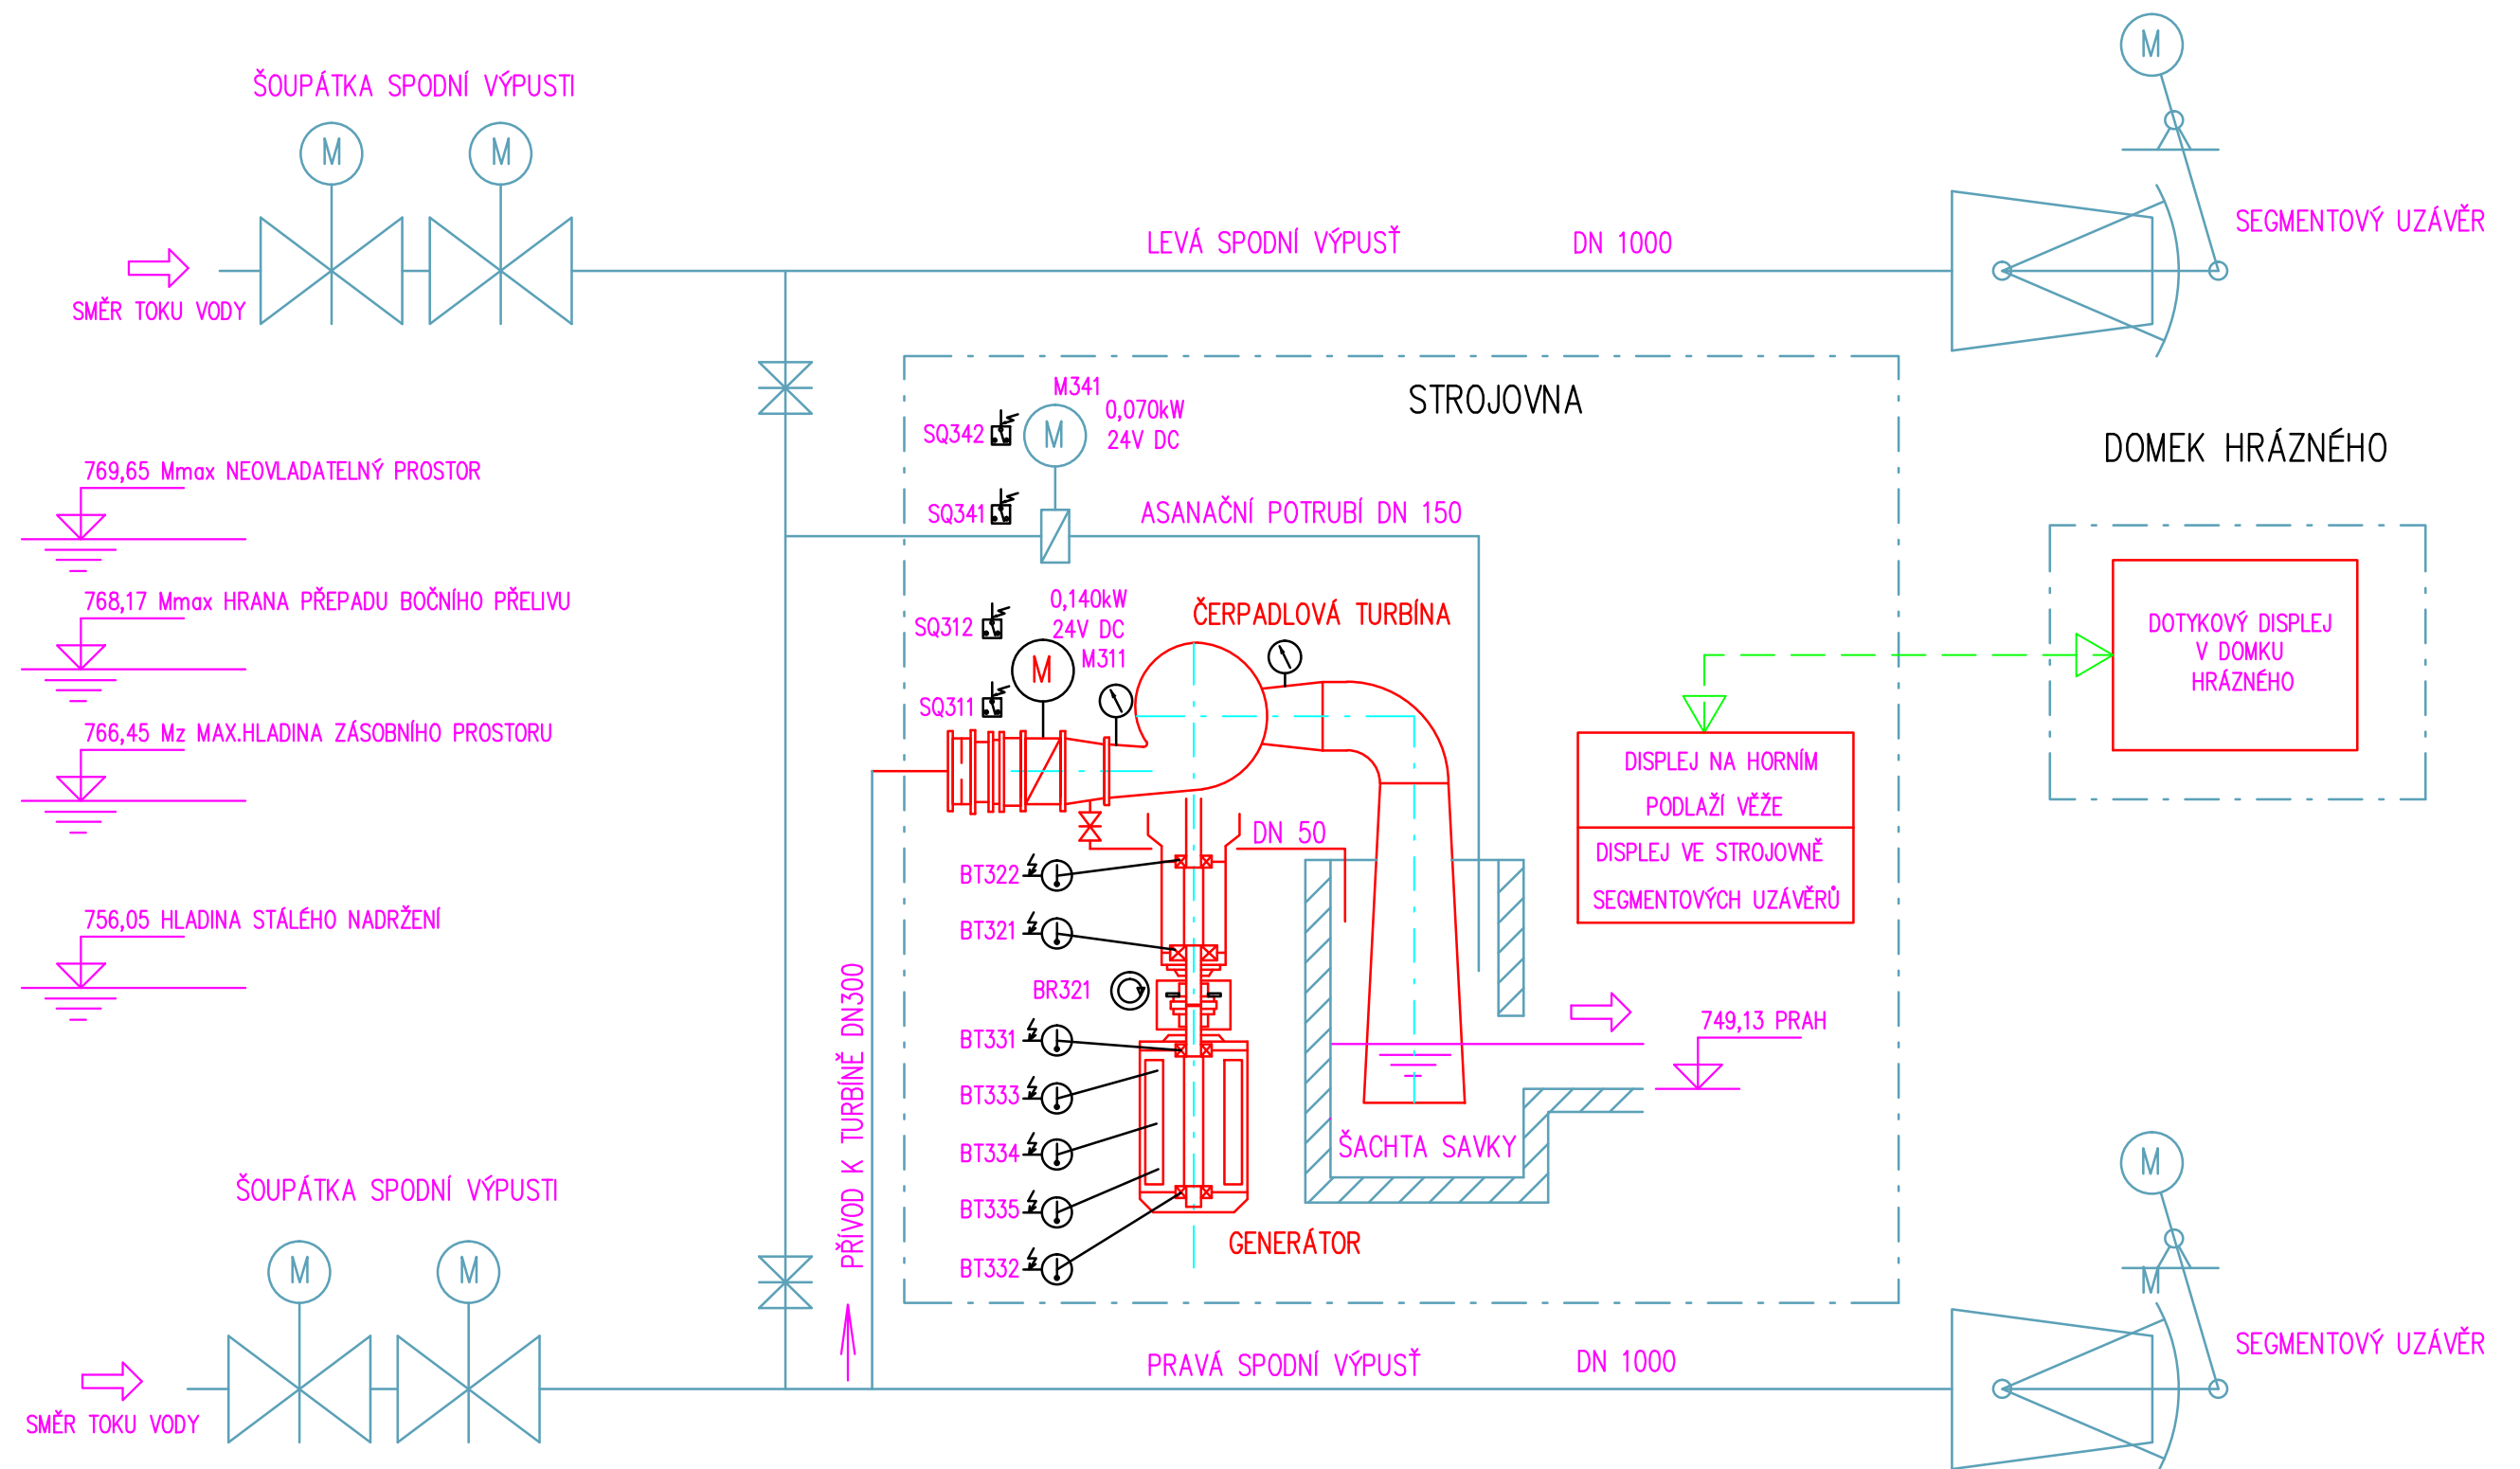 ŠOUPÁTKA SPODNÍ VÝPUSTI
M
M
M
SMĚR TOKU VODY
LEVÁ SPODNÍ VÝPUSŤ
DN 1000
SEGMENTOVÝ UZÁVĚR
STROJOVNA
M341
0,070kW
24V DC
M
SQ342
SQ341
ASANAČNÍ POTRUBÍ DN 150
DOMEK HRÁZNÉHO
DOTYKOVÝ DISPLEJ
V DOMKU
HRÁZNÉHO
769,65 Mmax NEOVLADATELNÝ PROSTOR
768,17 Mmax HRANA PŘEPADU BOČNÍHO PŘELIVU
766,45 Mz MAX.HLADINA ZÁSOBNÍHO PROSTORU
756,05 HLADINA STÁLÉHO NADRŽENÍ
0,140kW
24V DC
M311
M
SQ312
SQ311
ČERPADLOVÁ TURBÍNA
DISPLEJ NA HORNÍM
PODLAŽÍ VĚŽE
DISPLEJ VE STROJOVNĚ
SEGMENTOVÝCH UZÁVĚRŮ
DN 50
BT322
BT321
BR321
BT331
BT333
BT334
BT335
BT332
749,13 PRAH
ŠACHTA SAVKY
GENERÁTOR
PŘÍVOD K TURBÍNĚ DN300
ŠOUPÁTKA SPODNÍ VÝPUSTI
M
M
M
M
SMĚR TOKU VODY
PRAVÁ SPODNÍ VÝPUSŤ
DN 1000
SEGMENTOVÝ UZÁVĚR